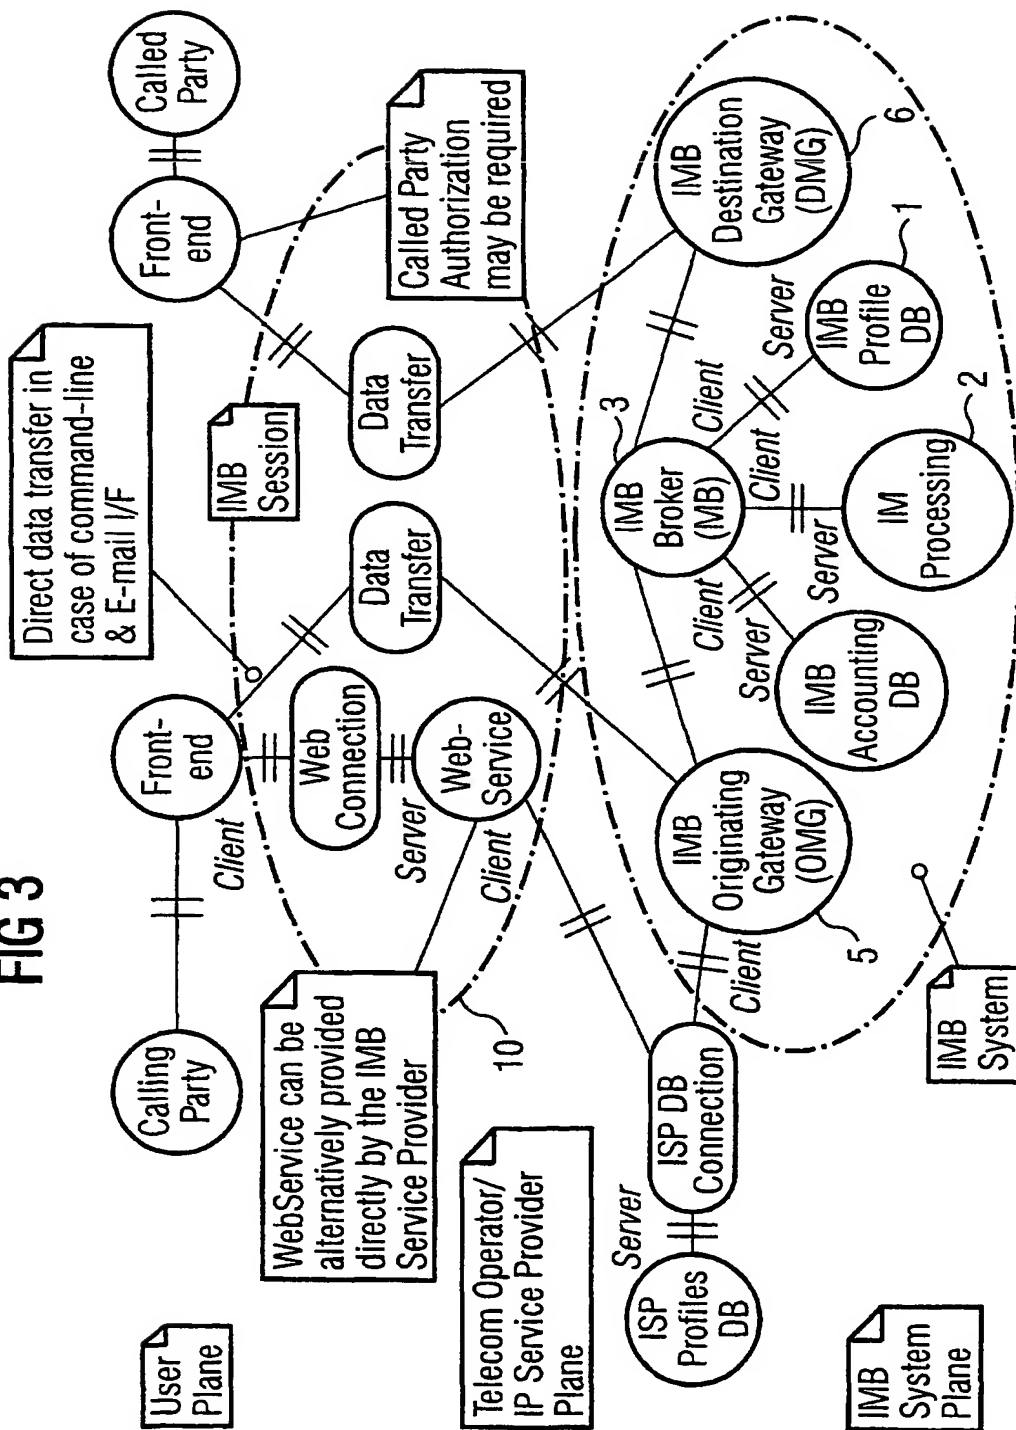 FIG 3
User
Plane
Calling
Party
Client
Front-
end
Direct data transfer in
case of command-line
& E-mail I/F
Front-
end
Called
Party
WebService can be
alternatively provided
directly by the IMB
Service Provider
Web
Connection
IMB
Session
Data
Transfer
Data
Transfer
Called Party
Authorization
may be required
Server
Web-
Service
Client
10
Telecom Operator/
IP Service Provider
Plane
Server
ISP
Profiles
DB
ISP DB
Connection
Client
IMB
Originating
Gateway
(OMG)
5
IMB
Broker
(MB)
3
IMB
Destination
Gateway
(DMG)
6
Client
Server
Client
Server
Client
Server
IMB
Accounting
DB
IM
Processing
2
IMB
Profile
DB
1
IMB
System
Plane
IMB
System